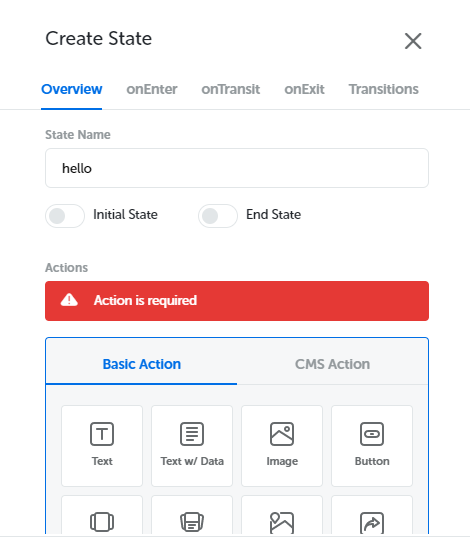 Create State
Overview onEnter onTransit onExit Transitions
State Name
hello
Initial State End State
Actions
Action is required
Basic Action CMS Action
Text Text w/ Data Image Button